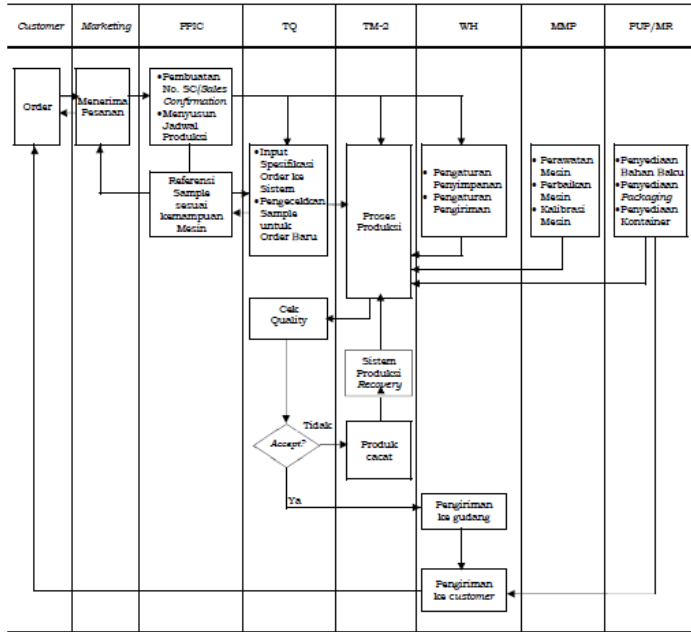 Customer
Marketing
PPIC
TQ
TM-2
WH
MMP
PUP/MR
Order
Menerima
Pesanan
•Pembuatan
No. SC/Sales
Confirmation
•Menyusun
Jadwal
Produksi
Referensi
Sample
sesuai
kemampuan
Mesin
• Input
Spesifikasi
Order ke
Sistem
•Pengecekan
Sample
untuk
Order Baru
Proses
Produksi
• Pengaturan
Penyimpanan
• Pengaturan
Pengiriman
• Perawatan
Mesin
• Perbaikan
Mesin
• Kalibrasi
Mesin
•Penyediaan
Bahan Baku
•Penyediaan
Packaging
•Penyediaan
Kontainer
Cek
Quality
Sistem
Produksi
Recovery
Accept?
Tidak
Produk
cacat
Ya
Pengiriman
ke gudang
Pengiriman
ke customer